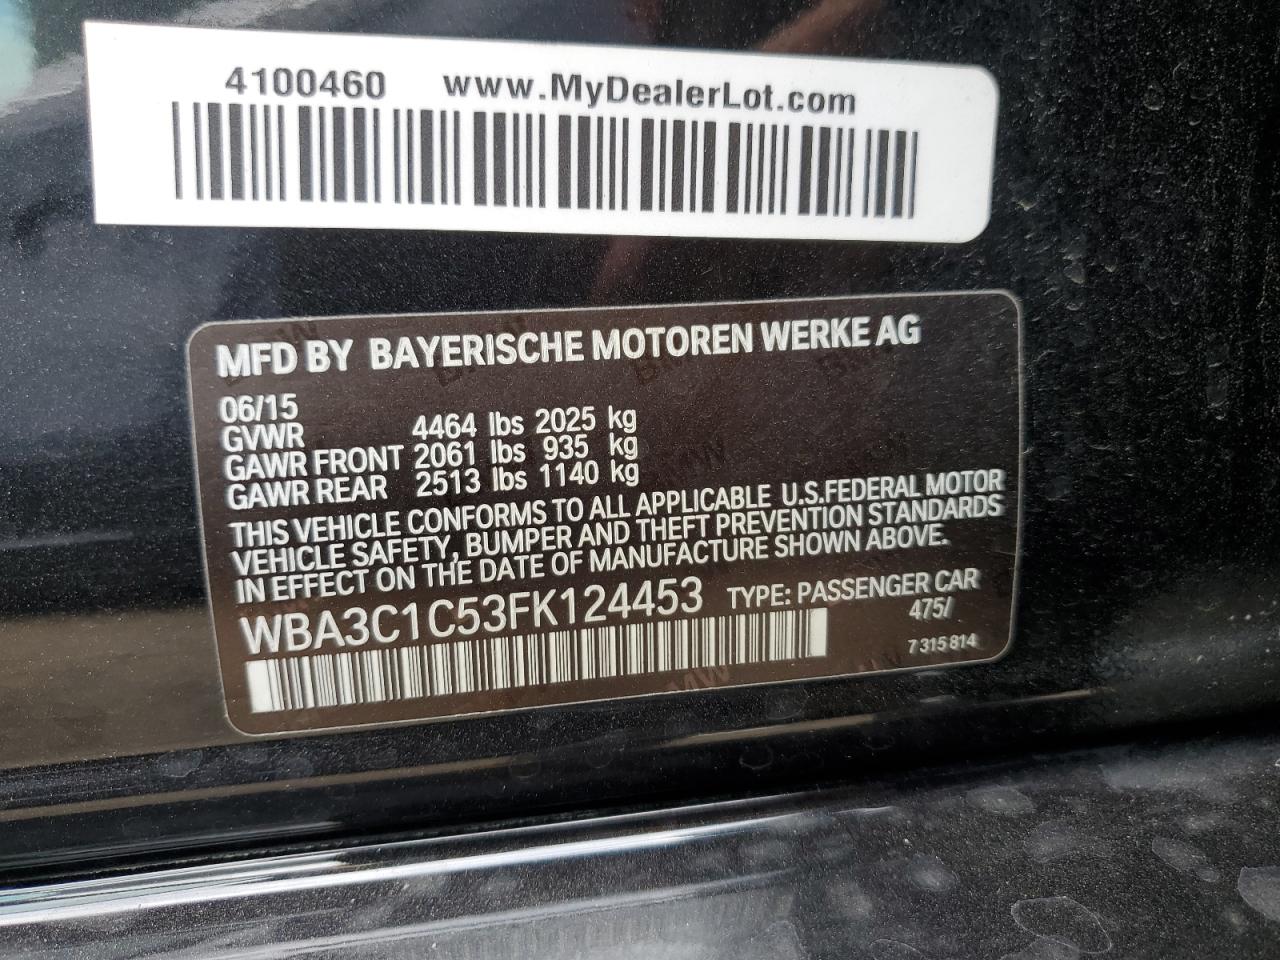 4100460 www.MyDealerLot.com
MFD BY BAYERISCHE MOTOREN WERKE AG
06/15
GVWR 4464 lbs 2025 kg
GAWR FRONT 2061 lbs 935 kg
GAWR REAR 2513 lbs 1140 kg
THIS VEHICLE CONFORMS TO ALL APPLICABLE U.S.FEDERAL MOTOR
VEHICLE SAFETY, BUMPER AND THEFT PREVENTION STANDARDS
IN EFFECT ON THE DATE OF MANUFACTURE SHOWN ABOVE.
WBA3C1C53FK124453 TYPE: PASSENGER CAR
475/
7 315 814